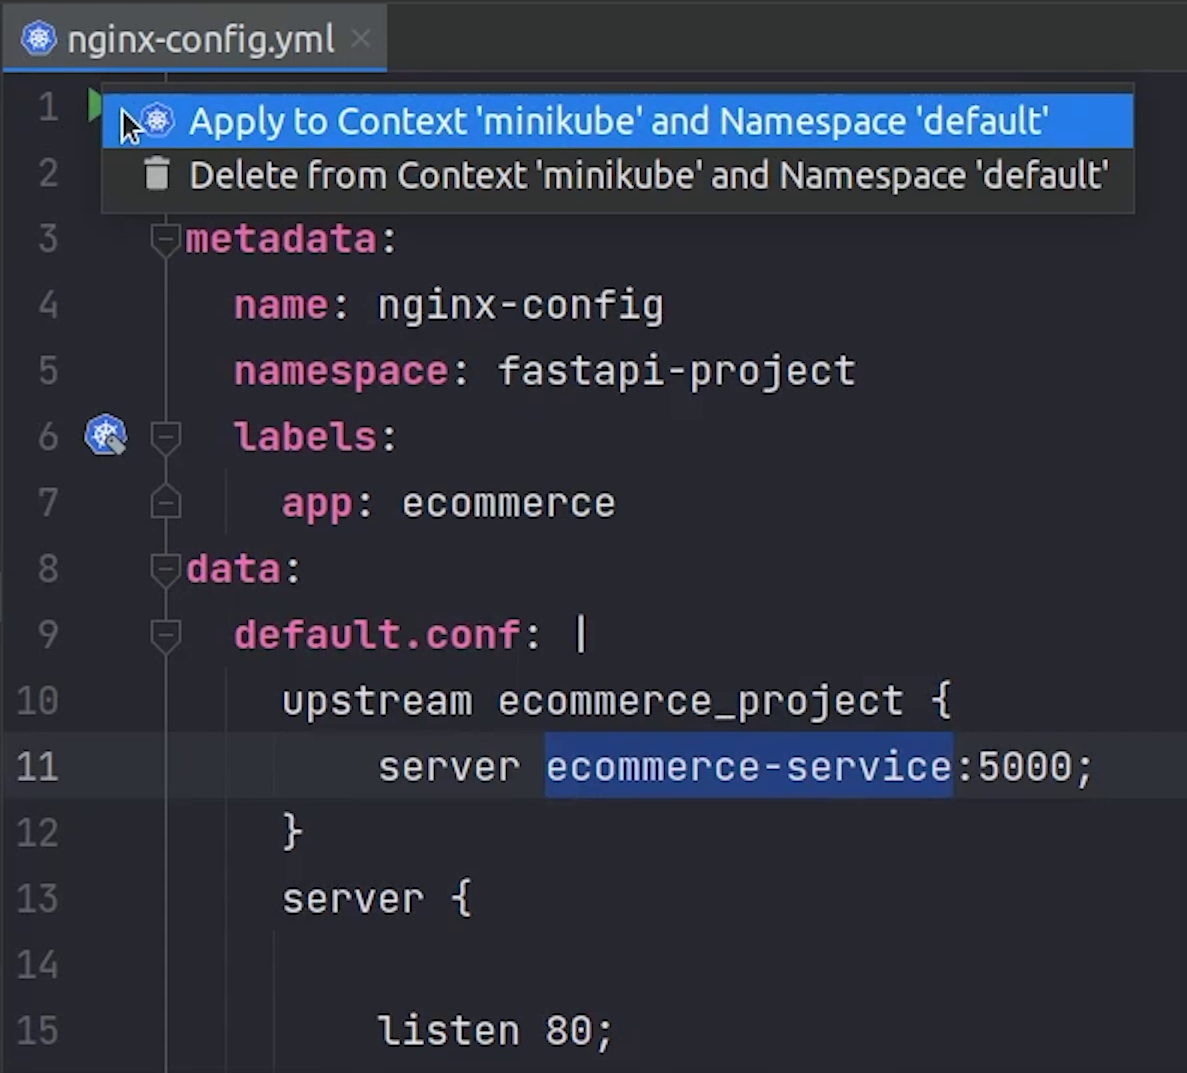 nginx-config.yml
1
Apply to Context 'minikube' and Namespace 'default'
2
Delete from Context 'minikube' and Namespace 'default'
3 metadata:
4 name: nginx-config
5 namespace: fastapi-project
6 labels:
7 app: ecommerce
8 data:
9 default.conf: |
10 upstream ecommerce_project {
11 server ecommerce-service:5000;
12 }
13 server {
14
15 listen 80;